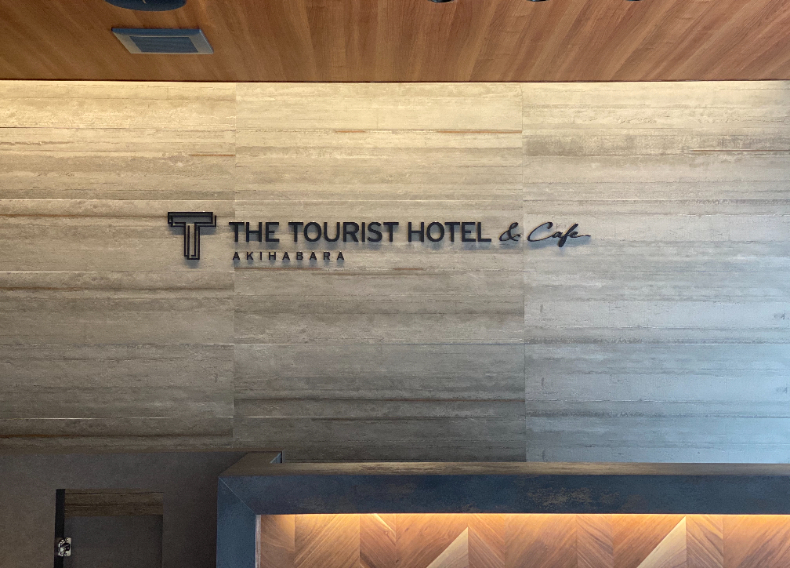 T THE TOURIST HOTEL & Cafe
AKIHABARA